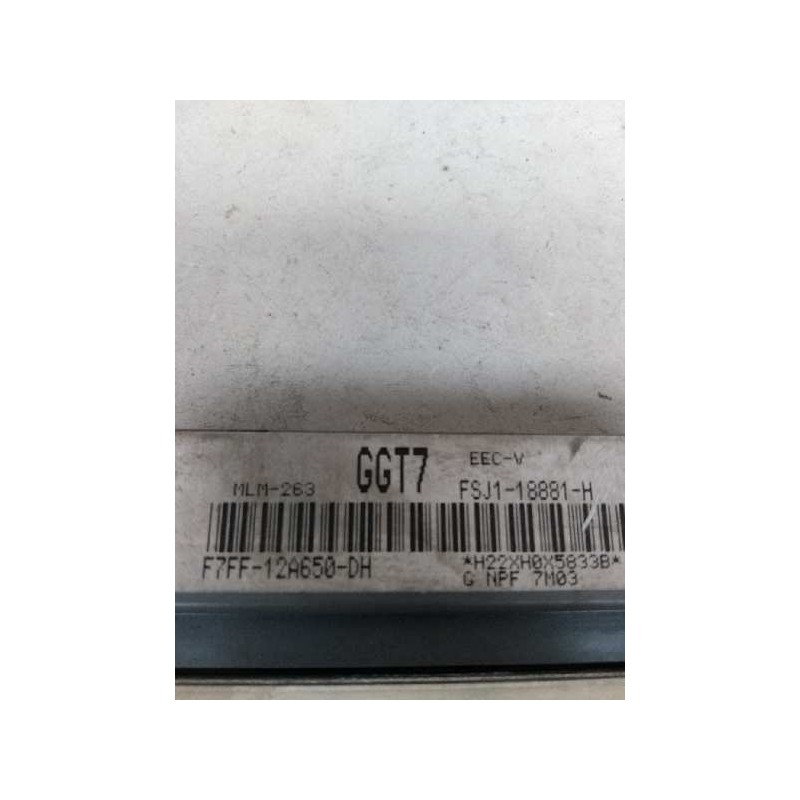 GGT7 EEC-V
MLM-263 FSJ1-18881-H
F7FF-12A650-DH *H22XH0X5833B*
G NPF 7M03